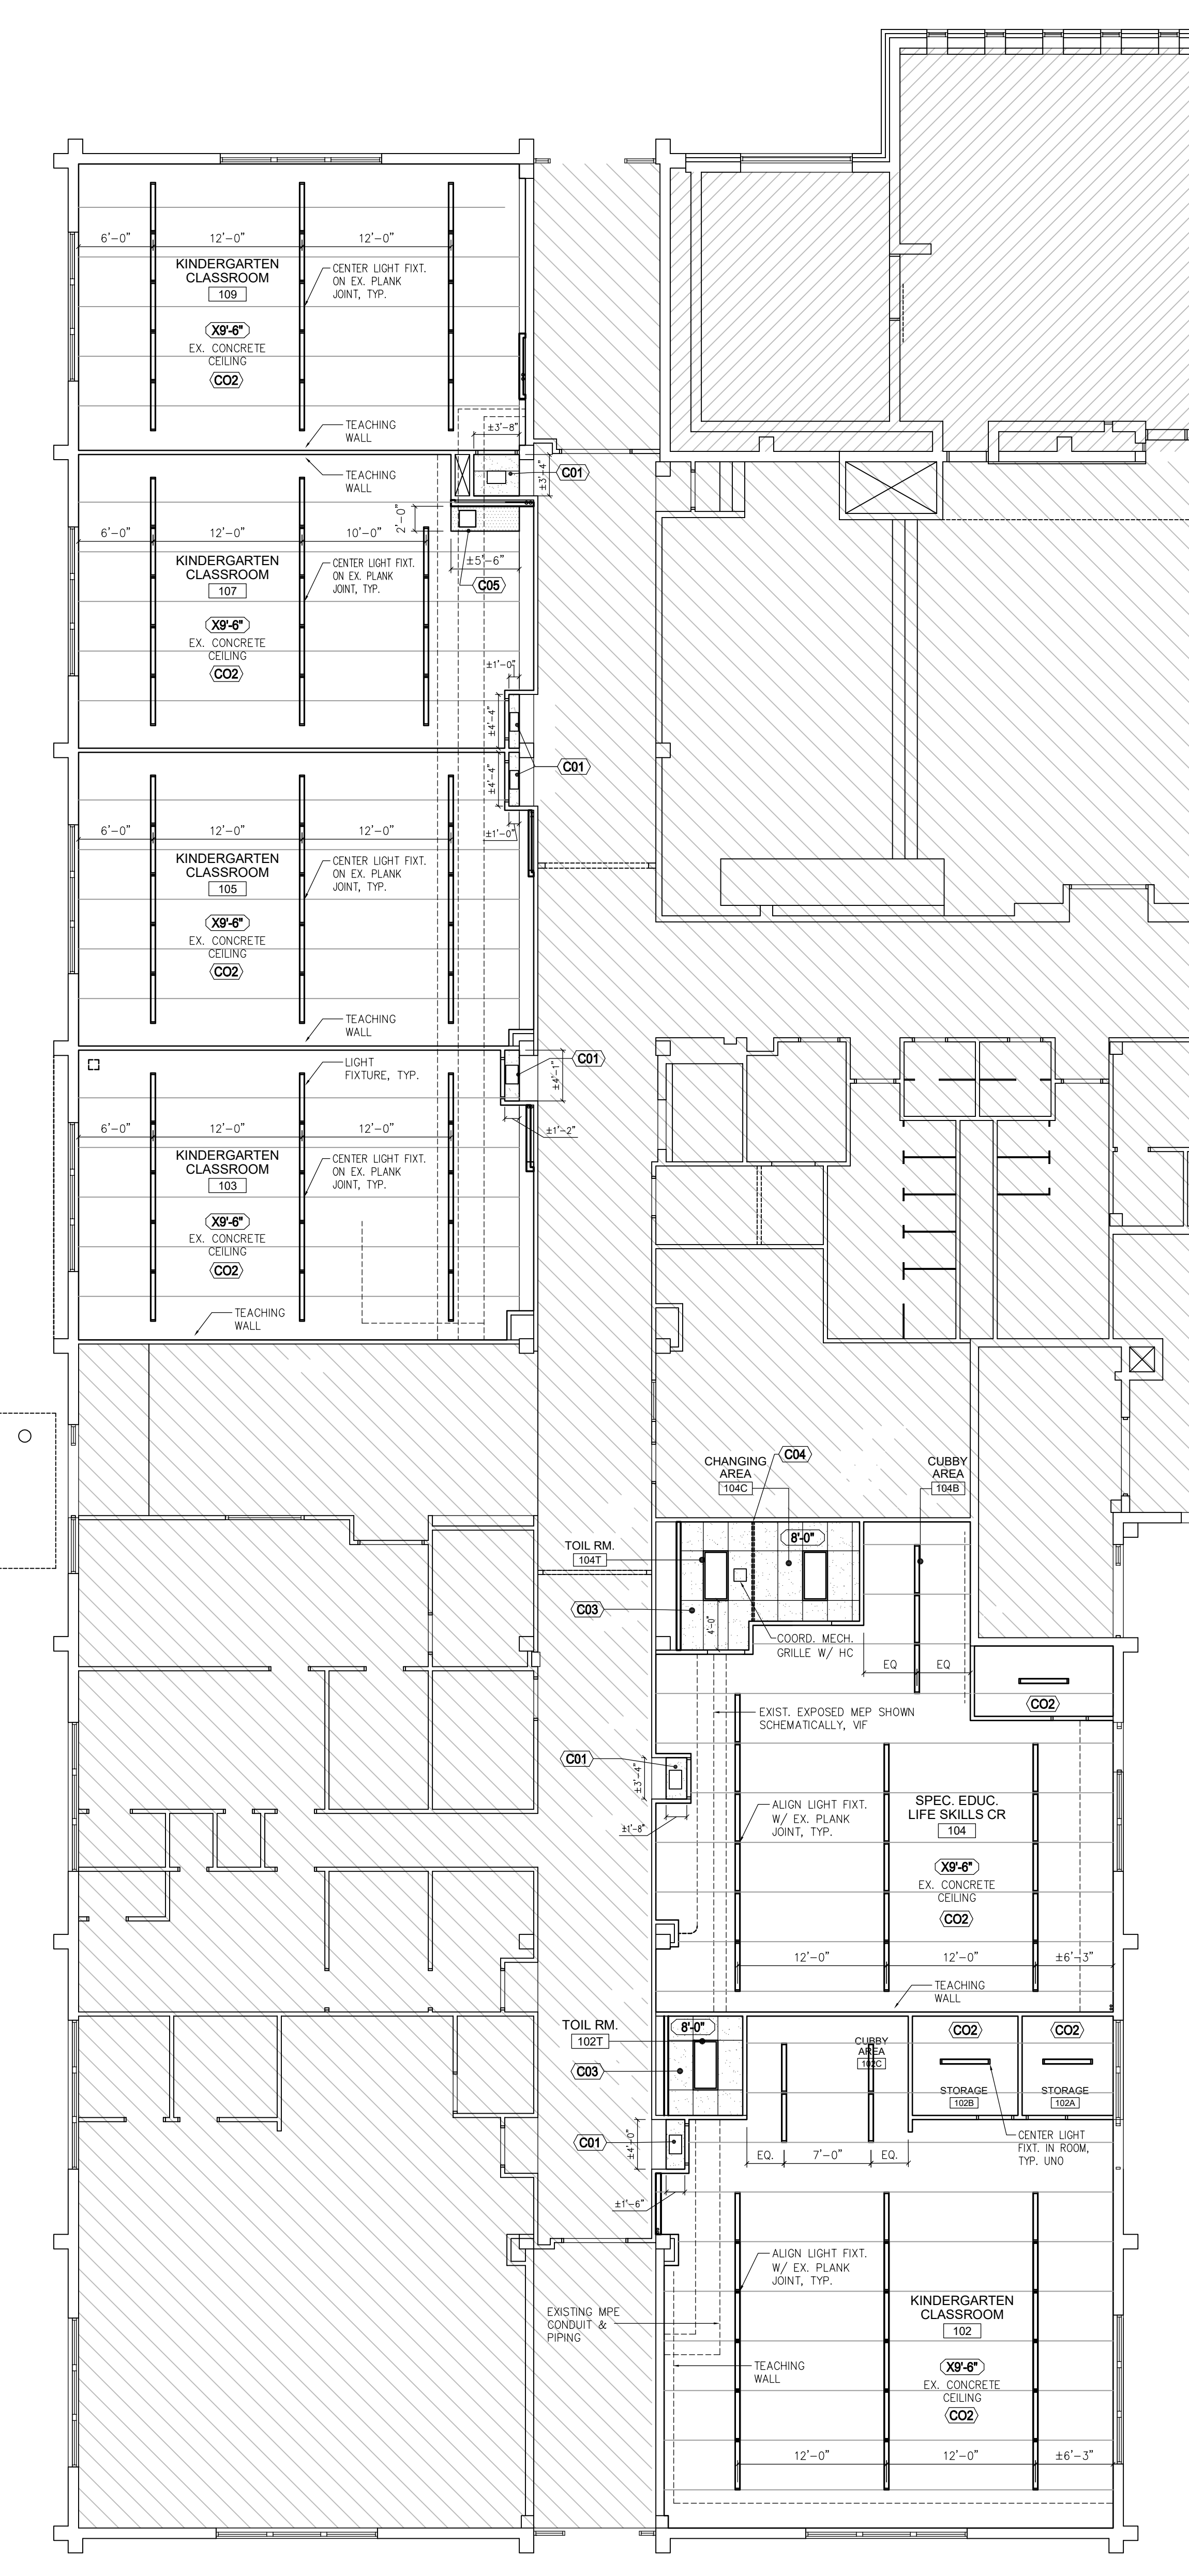 6'-0"
12'-0"
12'-0"
KINDERGARTEN
CLASSROOM
109
CENTER LIGHT FIXT.
ON EX. PLANK
JOINT, TYP.
X9'-6"
EX. CONCRETE
CEILING
CO2
TEACHING
WALL
±3'-8"
TEACHING
WALL
C01
±3'-4"
2'-0"
6'-0"
12'-0"
10'-0"
KINDERGARTEN
CLASSROOM
107
CENTER LIGHT FIXT.
ON EX. PLANK
JOINT, TYP.
±5'-6"
C05
X9'-6"
EX. CONCRETE
CEILING
CO2
±1'-0"
±4'-4"
C01
±4'-4"
±1'-0"
6'-0"
12'-0"
12'-0"
KINDERGARTEN
CLASSROOM
105
CENTER LIGHT FIXT.
ON EX. PLANK
JOINT, TYP.
X9'-6"
EX. CONCRETE
CEILING
CO2
TEACHING
WALL
LIGHT
FIXTURE, TYP.
C01
±4'-1"
±1'-2"
6'-0"
12'-0"
12'-0"
KINDERGARTEN
CLASSROOM
103
CENTER LIGHT FIXT.
ON EX. PLANK
JOINT, TYP.
X9'-6"
EX. CONCRETE
CEILING
CO2
TEACHING
WALL
CHANGING
AREA
104C
C04
CUBBY
AREA
104B
TOIL RM.
104T
8'-0"
C03
4'-0"
COORD. MECH.
GRILLE W/ HC
EQ
EQ
CO2
EXIST. EXPOSED MEP SHOWN
SCHEMATICALLY, VIF
C01
±3'-4"
±1'-8"
ALIGN LIGHT FIXT.
W/ EX. PLANK
JOINT, TYP.
SPEC. EDUC.
LIFE SKILLS CR
104
X9'-6"
EX. CONCRETE
CEILING
CO2
12'-0"
12'-0"
±6'-3"
TEACHING
WALL
TOIL RM.
102T
8'-0"
C03
CUBBY
AREA
102C
CO2
CO2
STORAGE
102B
STORAGE
102A
C01
±4'-0"
EQ.
7'-0"
EQ.
CENTER LIGHT
FIXT. IN ROOM,
TYP. UNO
±1'-6"
ALIGN LIGHT FIXT.
W/ EX. PLANK
JOINT, TYP.
EXISTING MPE
CONDUIT &
PIPING
KINDERGARTEN
CLASSROOM
102
TEACHING
WALL
X9'-6"
EX. CONCRETE
CEILING
CO2
12'-0"
12'-0"
±6'-3"